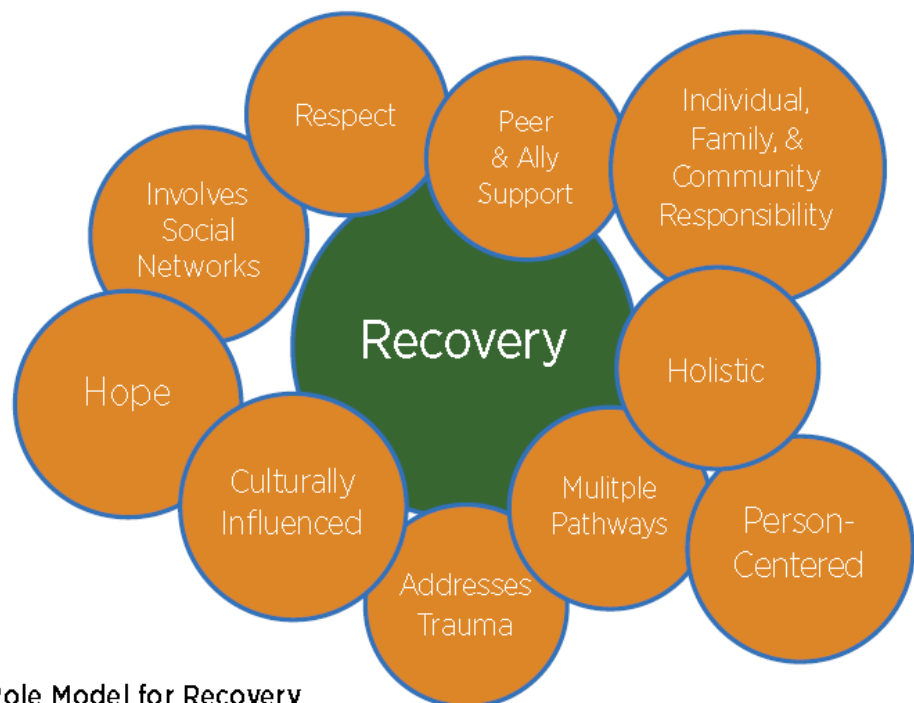 Respect
Peer
& Ally
Support
Individual,
Family, &
Community
Responsibility
Involves
Social
Networks
Recovery
Holistic
Hope
Culturally
Influenced
Mulitple
Pathways
Person-
Centered
Addresses
Trauma
Pole Model for Recovery